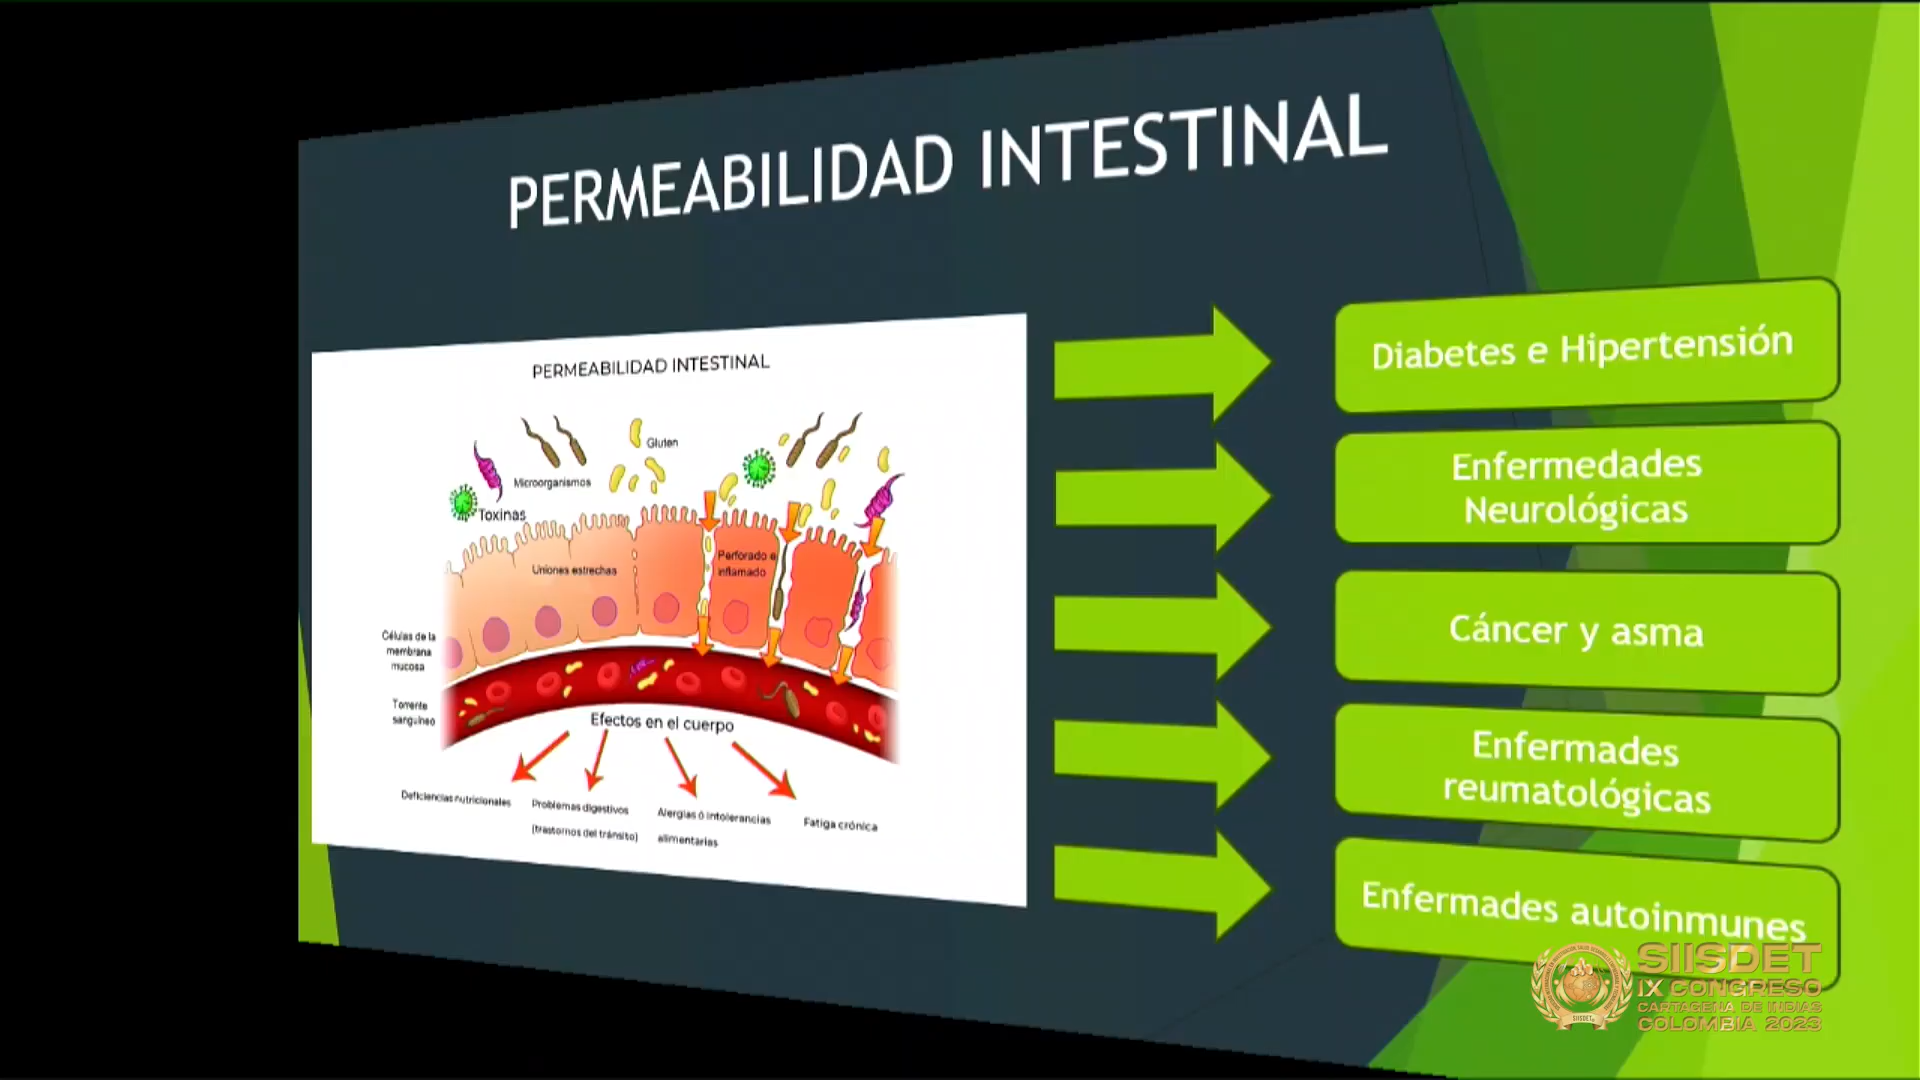 PERMEABILIDAD INTESTINAL
PERMEABILIDAD INTESTINAL
Gluten
Microorganismos
Toxinas
Perforado e
inflamado
Uniones estrechas
Células de la
membrana
mucosa
Torrente
sanguíneo
Efectos en el cuerpo
Deficiencias nutricionales
Problemas digestivos
(trastornos del tránsito)
Alergias ó intolerancias
alimentarias
Fatiga crónica
Diabetes e Hipertensión
Enfermedades
Neurológicas
Cáncer y asma
Enfermades
reumatológicas
Enfermades autoinmunes
SIISDET
IX CONGRESO
CARTAGENA DE INDIAS
COLOMBIA 2023
SIISDET